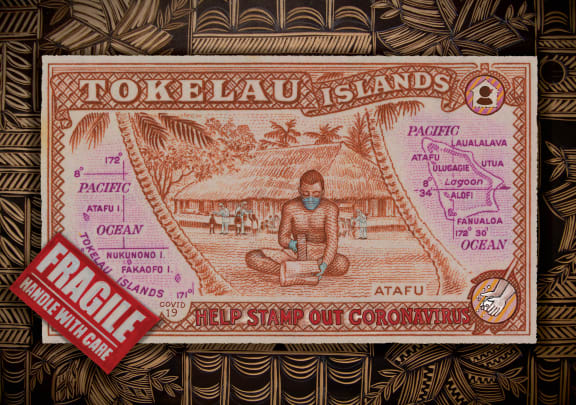 TOKELAU ISLANDS
172°
8°
PACIFIC
ATAFU I.
OCEAN
NUKUNONO I.
FAKAOFO I.
TOKELAU ISLANDS
171°
PACIFIC
LAUALALAVA
ATAFU
UTUA
ULUGAGIE
8°
34'
Lagoon
ALOFI
FANUALOA
172° 30'
OCEAN
ATAFU
COVID
19
HELP STAMP OUT CORONAVIRUS
FRAGILE
HANDLE WITH CARE